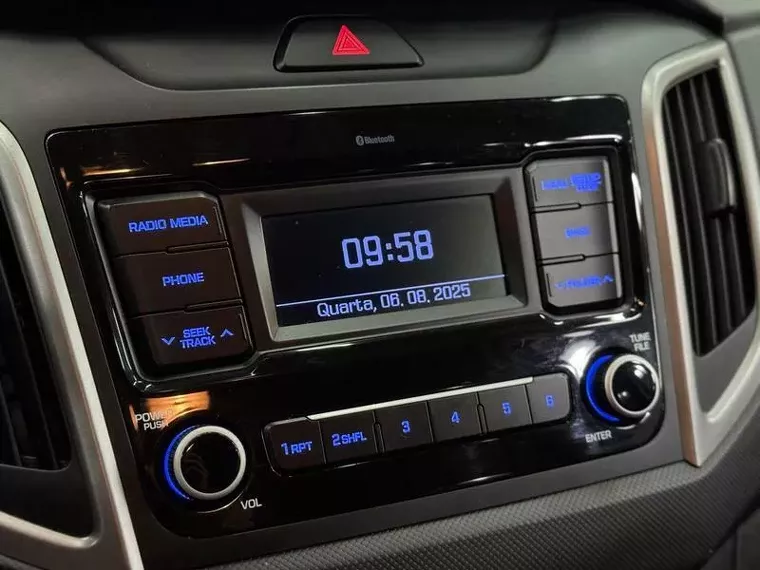 Bluetooth
RADIO MEDIA
PHONE
SEEK
TRACK
09:58
Quarta, 06. 08. 2025
POWER
PUSH
VOL
1 RPT
2 SHFL
3
4
5
6
TUNE
FILE
ENTER